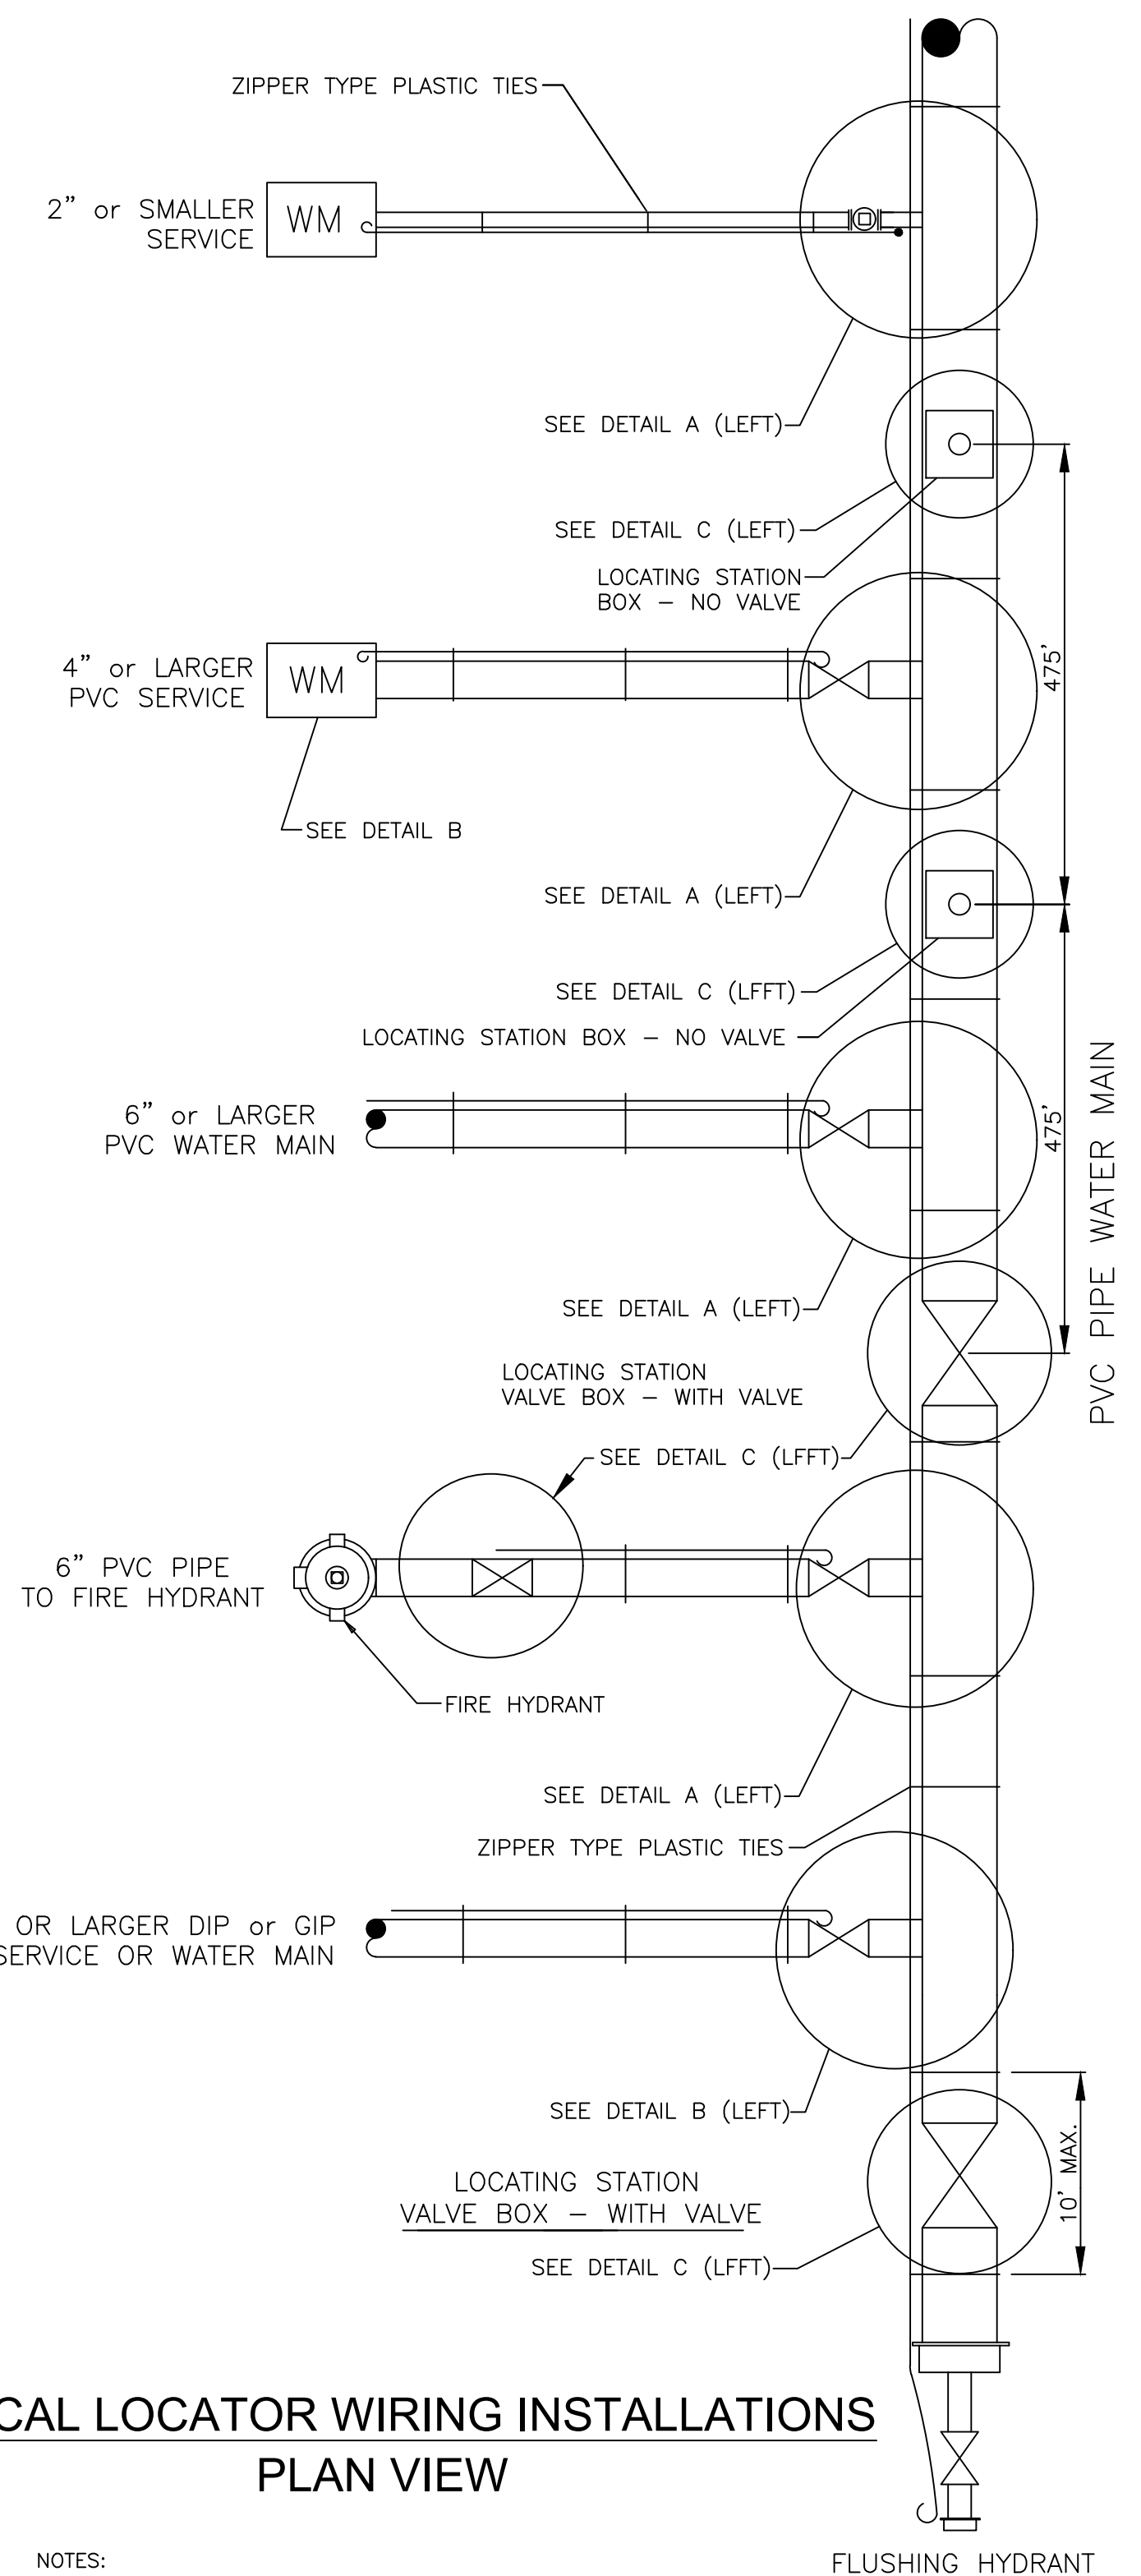 ZIPPER TYPE PLASTIC TIES
2" or SMALLER
SERVICE
WM
SEE DETAIL A (LEFT)
SEE DETAIL C (LEFT)
LOCATING STATION
BOX – NO VALVE
475'
4" or LARGER
PVC SERVICE
WM
SEE DETAIL B
SEE DETAIL A (LEFT)
SEE DETAIL C (LFFT)
LOCATING STATION BOX – NO VALVE
6" or LARGER
PVC WATER MAIN
475'
PVC PIPE WATER MAIN
SEE DETAIL A (LEFT)
LOCATING STATION
VALVE BOX – WITH VALVE
SEE DETAIL C (LFFT)
6" PVC PIPE
TO FIRE HYDRANT
FIRE HYDRANT
SEE DETAIL A (LEFT)
ZIPPER TYPE PLASTIC TIES
OR LARGER DIP or GIP
SERVICE OR WATER MAIN
SEE DETAIL B (LEFT)
10' MAX.
LOCATING STATION
VALVE BOX – WITH VALVE
SEE DETAIL C (LFFT)
CAL LOCATOR WIRING INSTALLATIONS
PLAN VIEW
NOTES:
FLUSHING HYDRANT